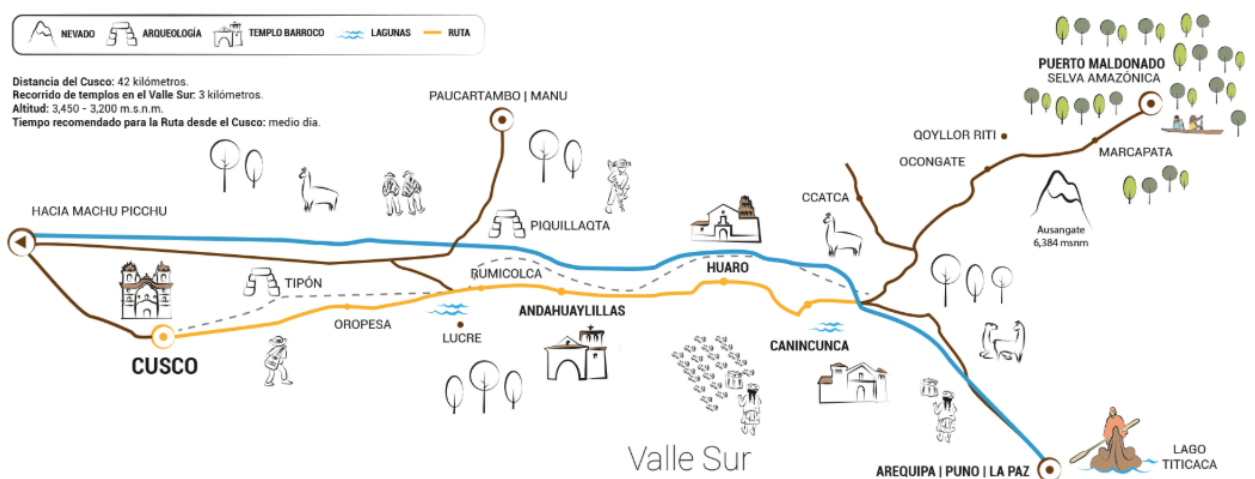 NEVADO
ARQUEOLOGÍA
TEMPLO BARROCO
LAGUNAS
RUTA
Distancia del Cusco: 42 kilómetros.
Recorrido de templos en el Valle Sur: 3 kilómetros.
Altitud: 3,450 - 3,200 m.s.n.m.
Tiempo recomendado para la Ruta desde el Cusco: medio día.
PUERTO MALDONADO
SELVA AMAZÓNICA
PAUCARTAMBO | MANU
QOYLLOR RITI
OCONGATE
MARCAPATA
HACIA MACHU PICCHU
CCATCA
PIQUILLAQTA
Ausangate
6,384 msnm
TIPÓN
RUMICOLCA
HUARO
OROPESA
ANDAHUAYLILLAS
LUCRE
CANINCUNCA
CUSCO
Valle Sur
AREQUIPA | PUNO | LA PAZ
LAGO
TITICACA